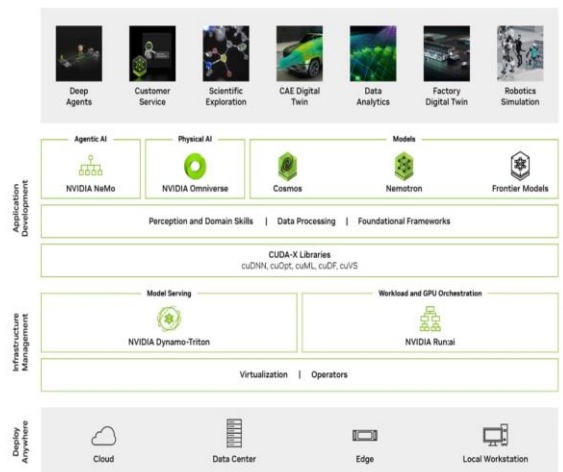 Deep Agents
Customer Service
Scientific Exploration
CAE Digital Twin
Data Analytics
Factory Digital Twin
Robotics Simulation
Application Development
Agentic AI
NVIDIA NeMo
Physical AI
NVIDIA Omniverse
Models
Cosmos
Nemotron
Frontier Models
Perception and Domain Skills | Data Processing | Foundational Frameworks
CUDA-X Libraries
cuDNN, cuOpt, cuML, cuDF, cuVS
Infrastructure Management
Model Serving
NVIDIA Dynamo-Triton
Workload and GPU Orchestration
NVIDIA Run:ai
Virtualization | Operators
Deploy Anywhere
Cloud
Data Center
Edge
Local Workstation